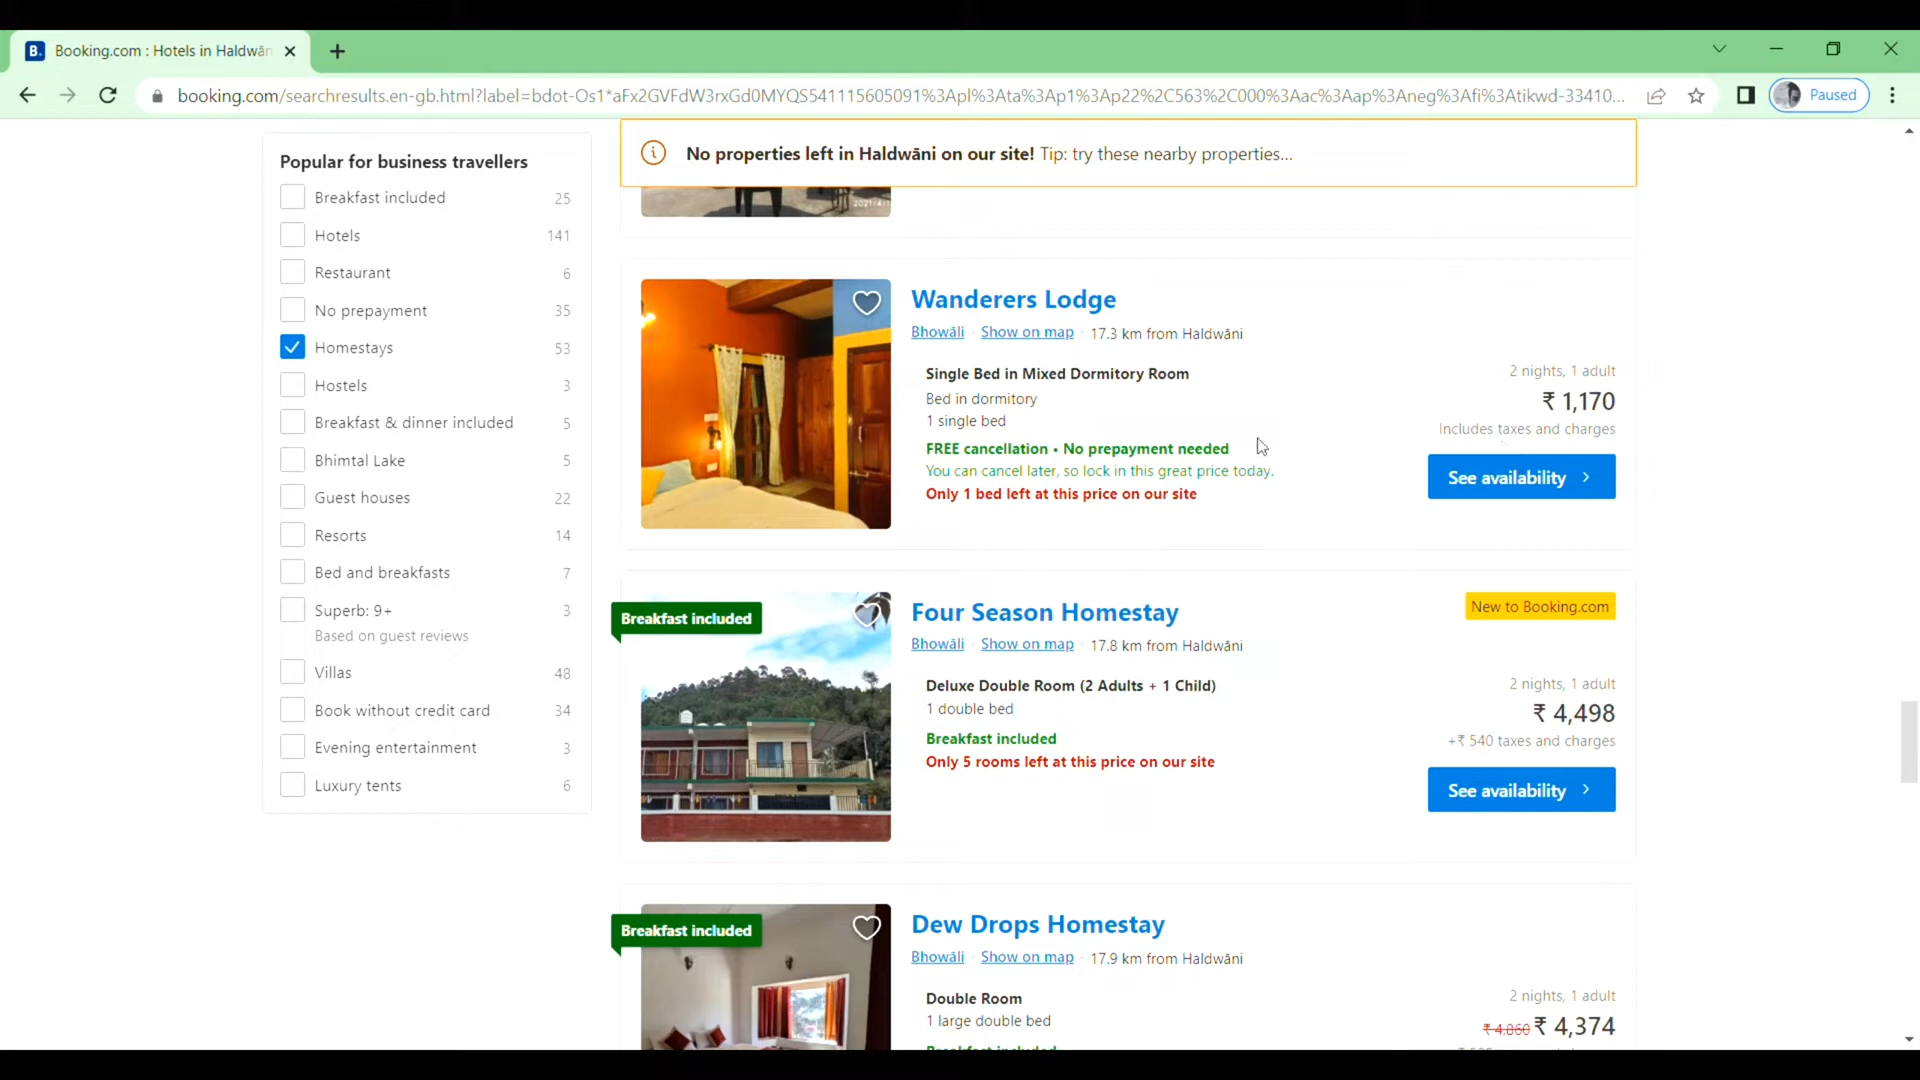 Booking.com : Hotels in Haldwān
booking.com/searchresults.en-gb.html?label=bdot-Os1*aFx2GVFdW3rxGd0MYQS541115605091%3Apl%3Ata%3Ap1%3Ap22%2C563%2C000%3Aac%3Aap%3Aneg%3Afi%3Atikwd-33410...
Paused
No properties left in Haldwāni on our site! Tip: try these nearby properties...
Popular for business travellers
Breakfast included 25
Hotels 141
Restaurant 6
No prepayment 35
Homestays 53
Hostels 3
Breakfast & dinner included 5
Bhimtal Lake 5
Guest houses 22
Resorts 14
Bed and breakfasts 7
Superb: 9+ 3
Based on guest reviews
Villas 48
Book without credit card 34
Evening entertainment 3
Luxury tents 6
Wanderers Lodge
Bhowāli · Show on map · 17.3 km from Haldwāni
Single Bed in Mixed Dormitory Room
Bed in dormitory
1 single bed
FREE cancellation • No prepayment needed
You can cancel later, so lock in this great price today.
Only 1 bed left at this price on our site
2 nights, 1 adult
₹ 1,170
Includes taxes and charges
See availability
Breakfast included
Four Season Homestay
New to Booking.com
Bhowāli · Show on map · 17.8 km from Haldwāni
Deluxe Double Room (2 Adults + 1 Child)
1 double bed
Breakfast included
Only 5 rooms left at this price on our site
2 nights, 1 adult
₹ 4,498
+₹ 540 taxes and charges
See availability
Breakfast included
Dew Drops Homestay
Bhowāli · Show on map · 17.9 km from Haldwāni
Double Room
1 large double bed
2 nights, 1 adult
₹ 4,860 ₹ 4,374